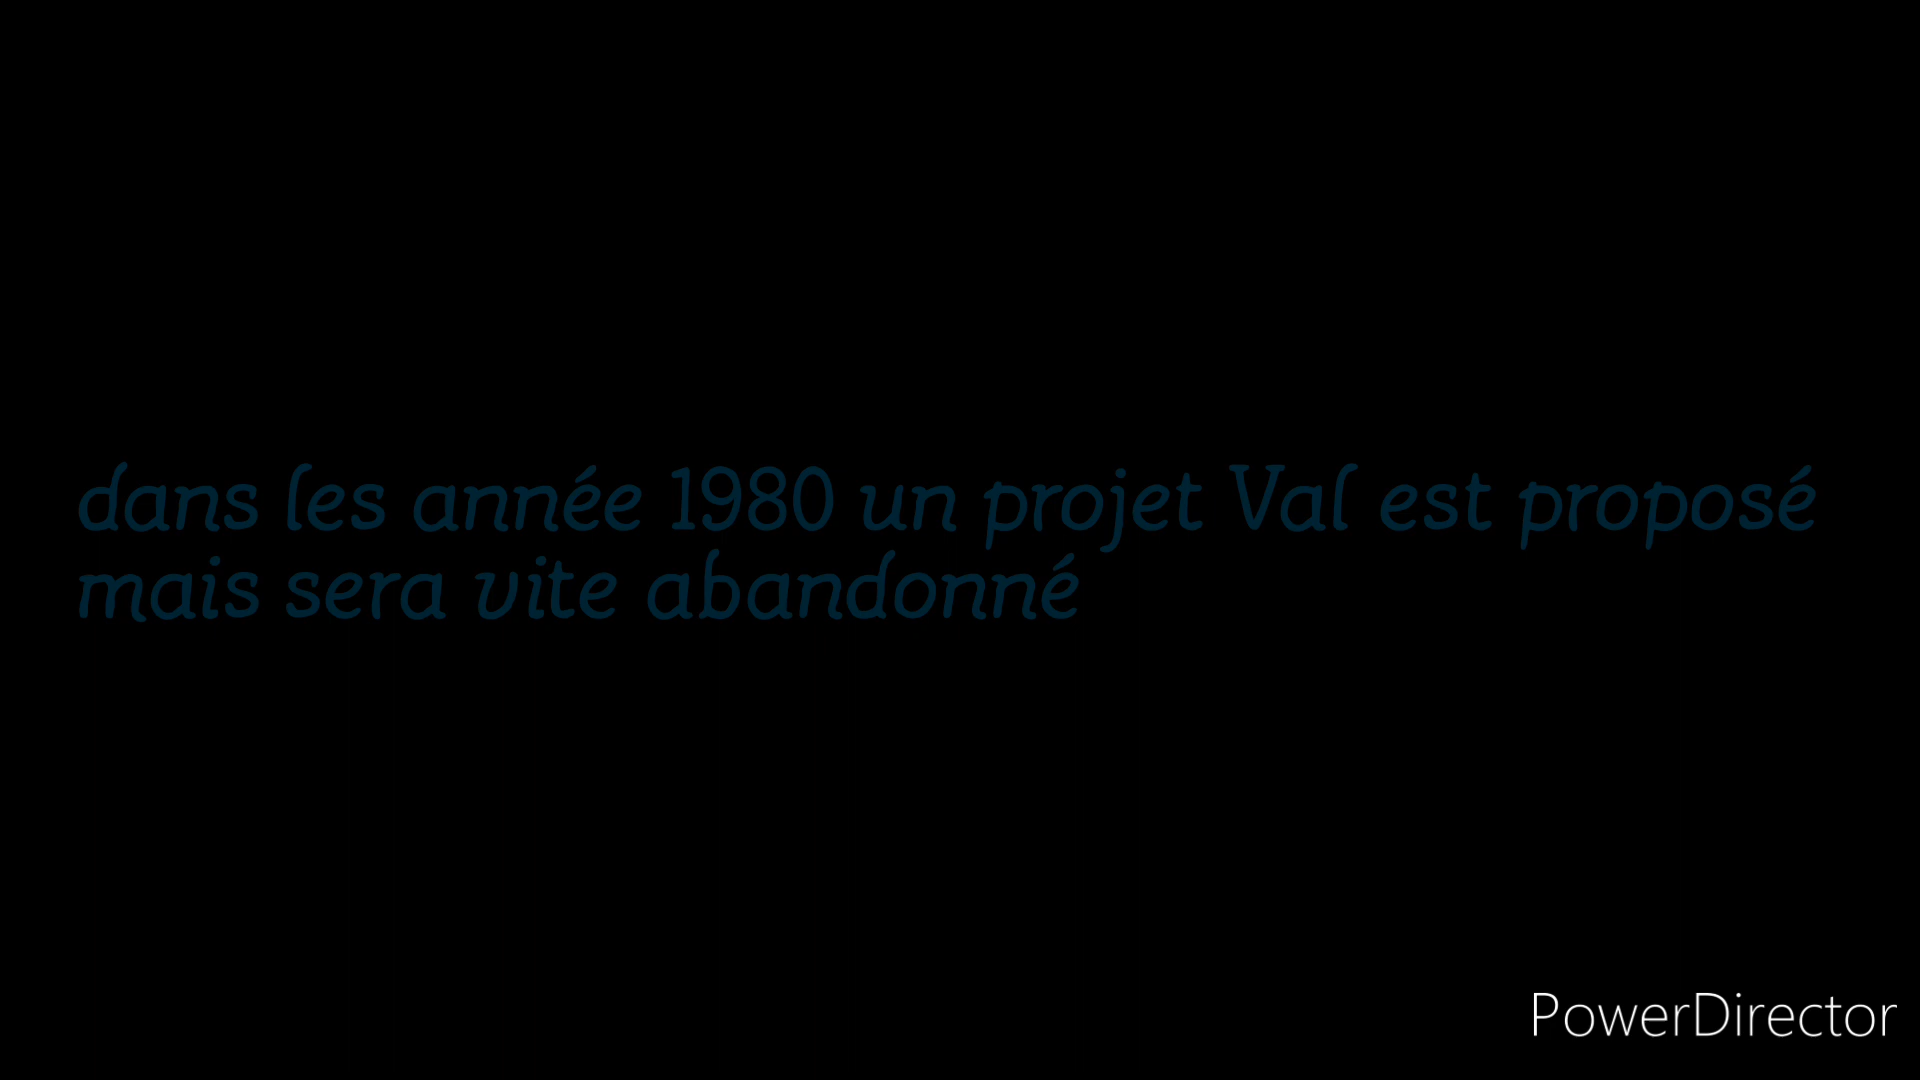 dans les année 1980 un projet Val est proposé
mais sera vite abandonné
PowerDirector